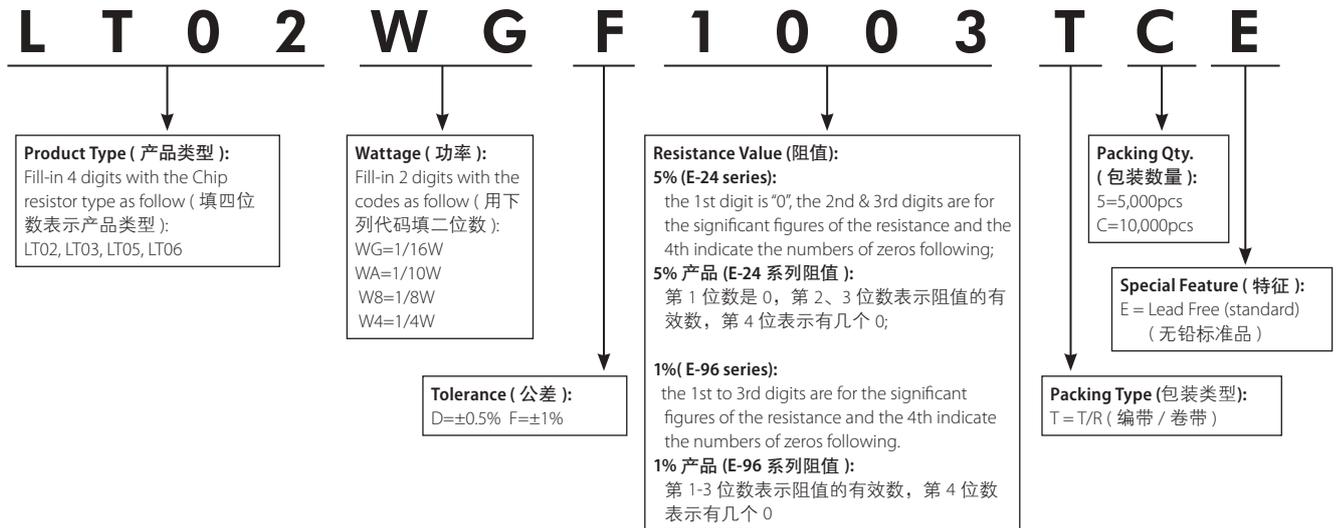 L T 0 2 W G F 1 0 0 3 T C E
Product Type ( 产品类型 ):
Fill-in 4 digits with the Chip
resistor type as follow ( 填四位
数表示产品类型 ):
LT02, LT03, LT05, LT06
Wattage ( 功率 ):
Fill-in 2 digits with the
codes as follow ( 用下
列代码填二位数 ):
WG=1/16W
WA=1/10W
W8=1/8W
W4=1/4W
Tolerance ( 公差 ):
D=±0.5% F=±1%
Resistance Value (阻值):
5% (E-24 series):
the 1st digit is “0”, the 2nd & 3rd digits are for
the significant figures of the resistance and the
4th indicate the numbers of zeros following;
5% 产品 (E-24 系列阻值 ):
第 1 位数是 0，第 2、3 位数表示阻值的有
效数，第 4 位表示有几个 0;
1%( E-96 series):
the 1st to 3rd digits are for the significant
figures of the resistance and the 4th indicate
the numbers of zeros following.
1% 产品 (E-96 系列阻值 ):
第 1-3 位数表示阻值的有效数，第 4 位数
表示有几个 0
Packing Qty.
( 包装数量 ):
5=5,000pcs
C=10,000pcs
Special Feature ( 特征 ):
E = Lead Free (standard)
( 无铅标准品 )
Packing Type (包装类型):
T = T/R ( 编带 / 卷带 )